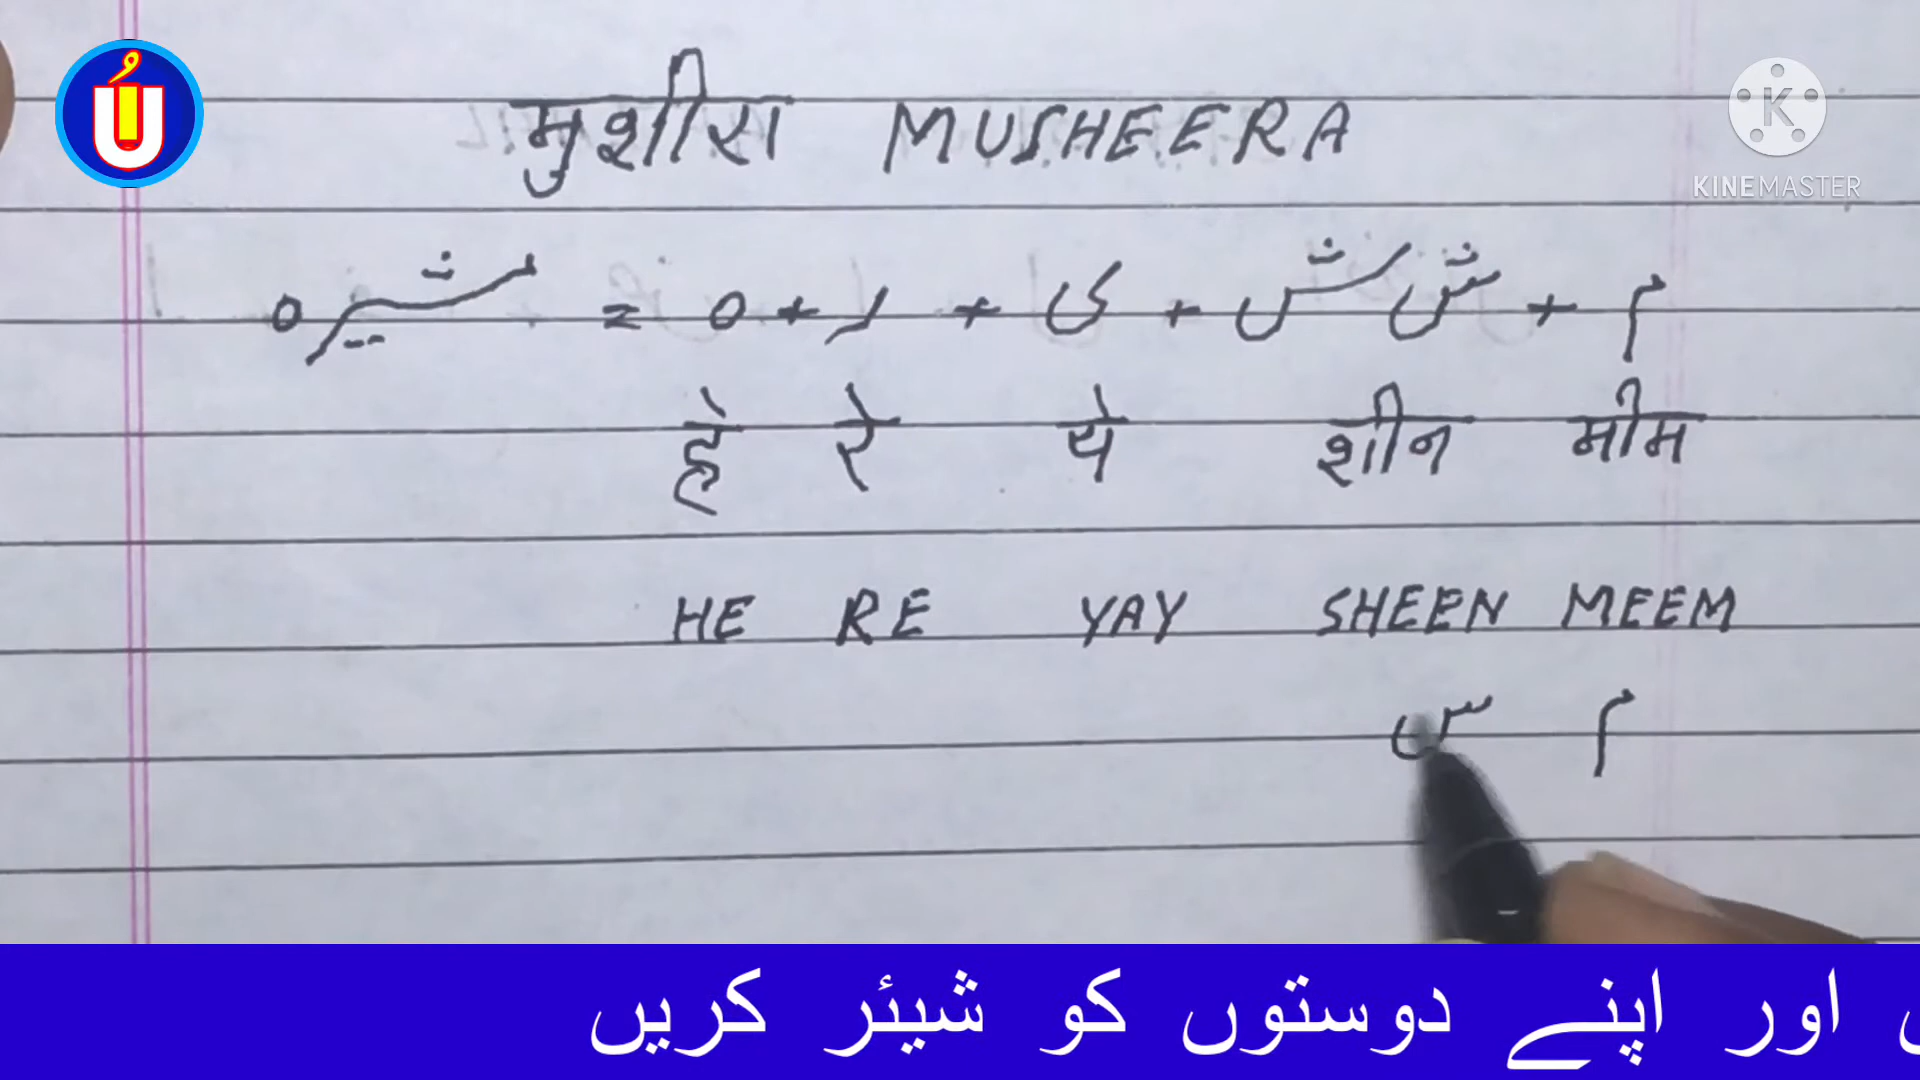 मुशीरा MUSHEERA
م + ش ش + ی + ر + ہ = مشیرہ
मीम शीन ये रे हे
HE RE YAY SHEEN MEEM
م س
KINEMASTER
اور اپنے دوستوں کو شیئر کریں